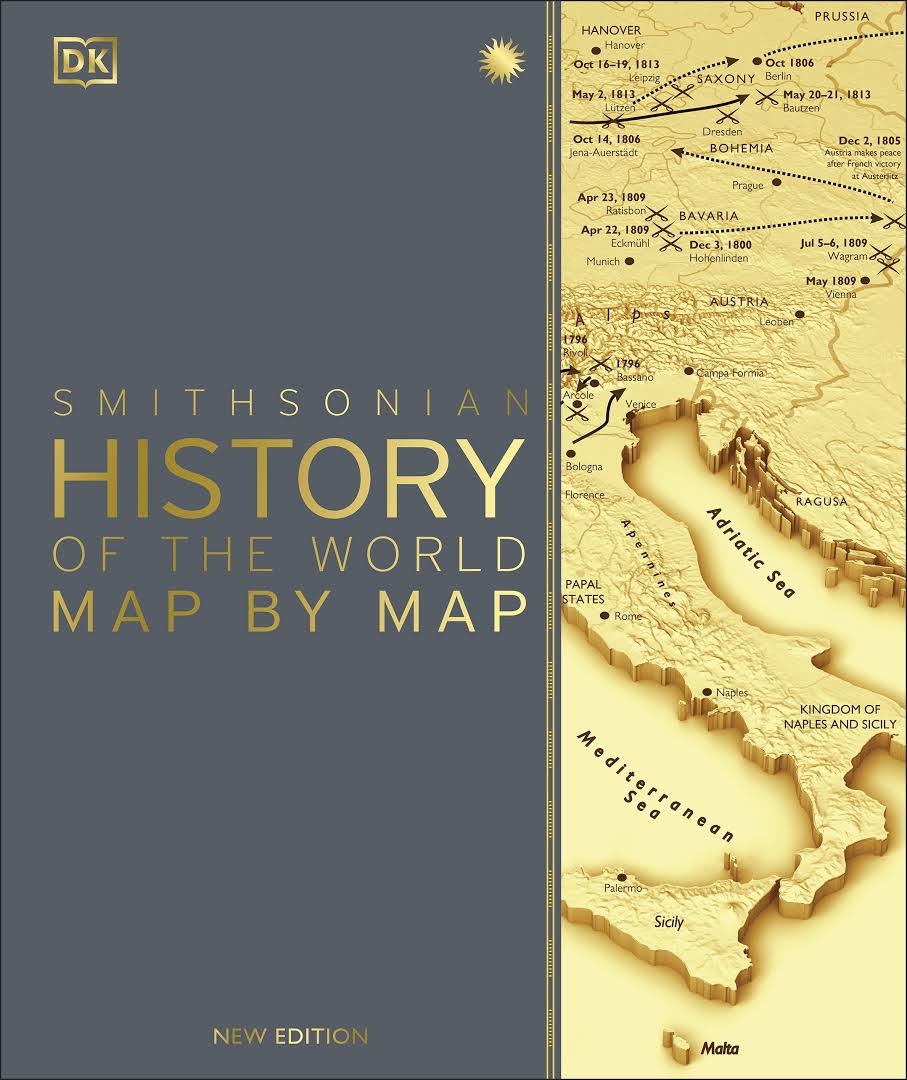 DK
SMITHSONIAN
HISTORY
OF THE WORLD
MAP BY MAP
NEW EDITION
PRUSSIA
HANOVER
Hanover
Oct 16–19, 1813
Leipzig
SAXONY
Oct 1806
Berlin
May 2, 1813
Lützen
May 20–21, 1813
Bautzen
Dresden
Oct 14, 1806
Jena-Auerstädt
BOHEMIA
Dec 2, 1805
Austria makes peace
after French victory
at Austerlitz
Prague
Apr 23, 1809
Ratisbon
BAVARIA
Apr 22, 1809
Eckmühl
Dec 3, 1800
Hohenlinden
Jul 5–6, 1809
Wagram
Munich
May 1809
Vienna
AUSTRIA
Leoben
Alps
1796
Rivoli
1796
Bassano
Campa Formia
Arcole
Venice
Bologna
Florence
RAGUSA
Adriatic Sea
Apennines
PAPAL
STATES
Rome
Naples
KINGDOM OF
NAPLES AND SICILY
Mediterranean
Sea
Palermo
Sicily
Malta